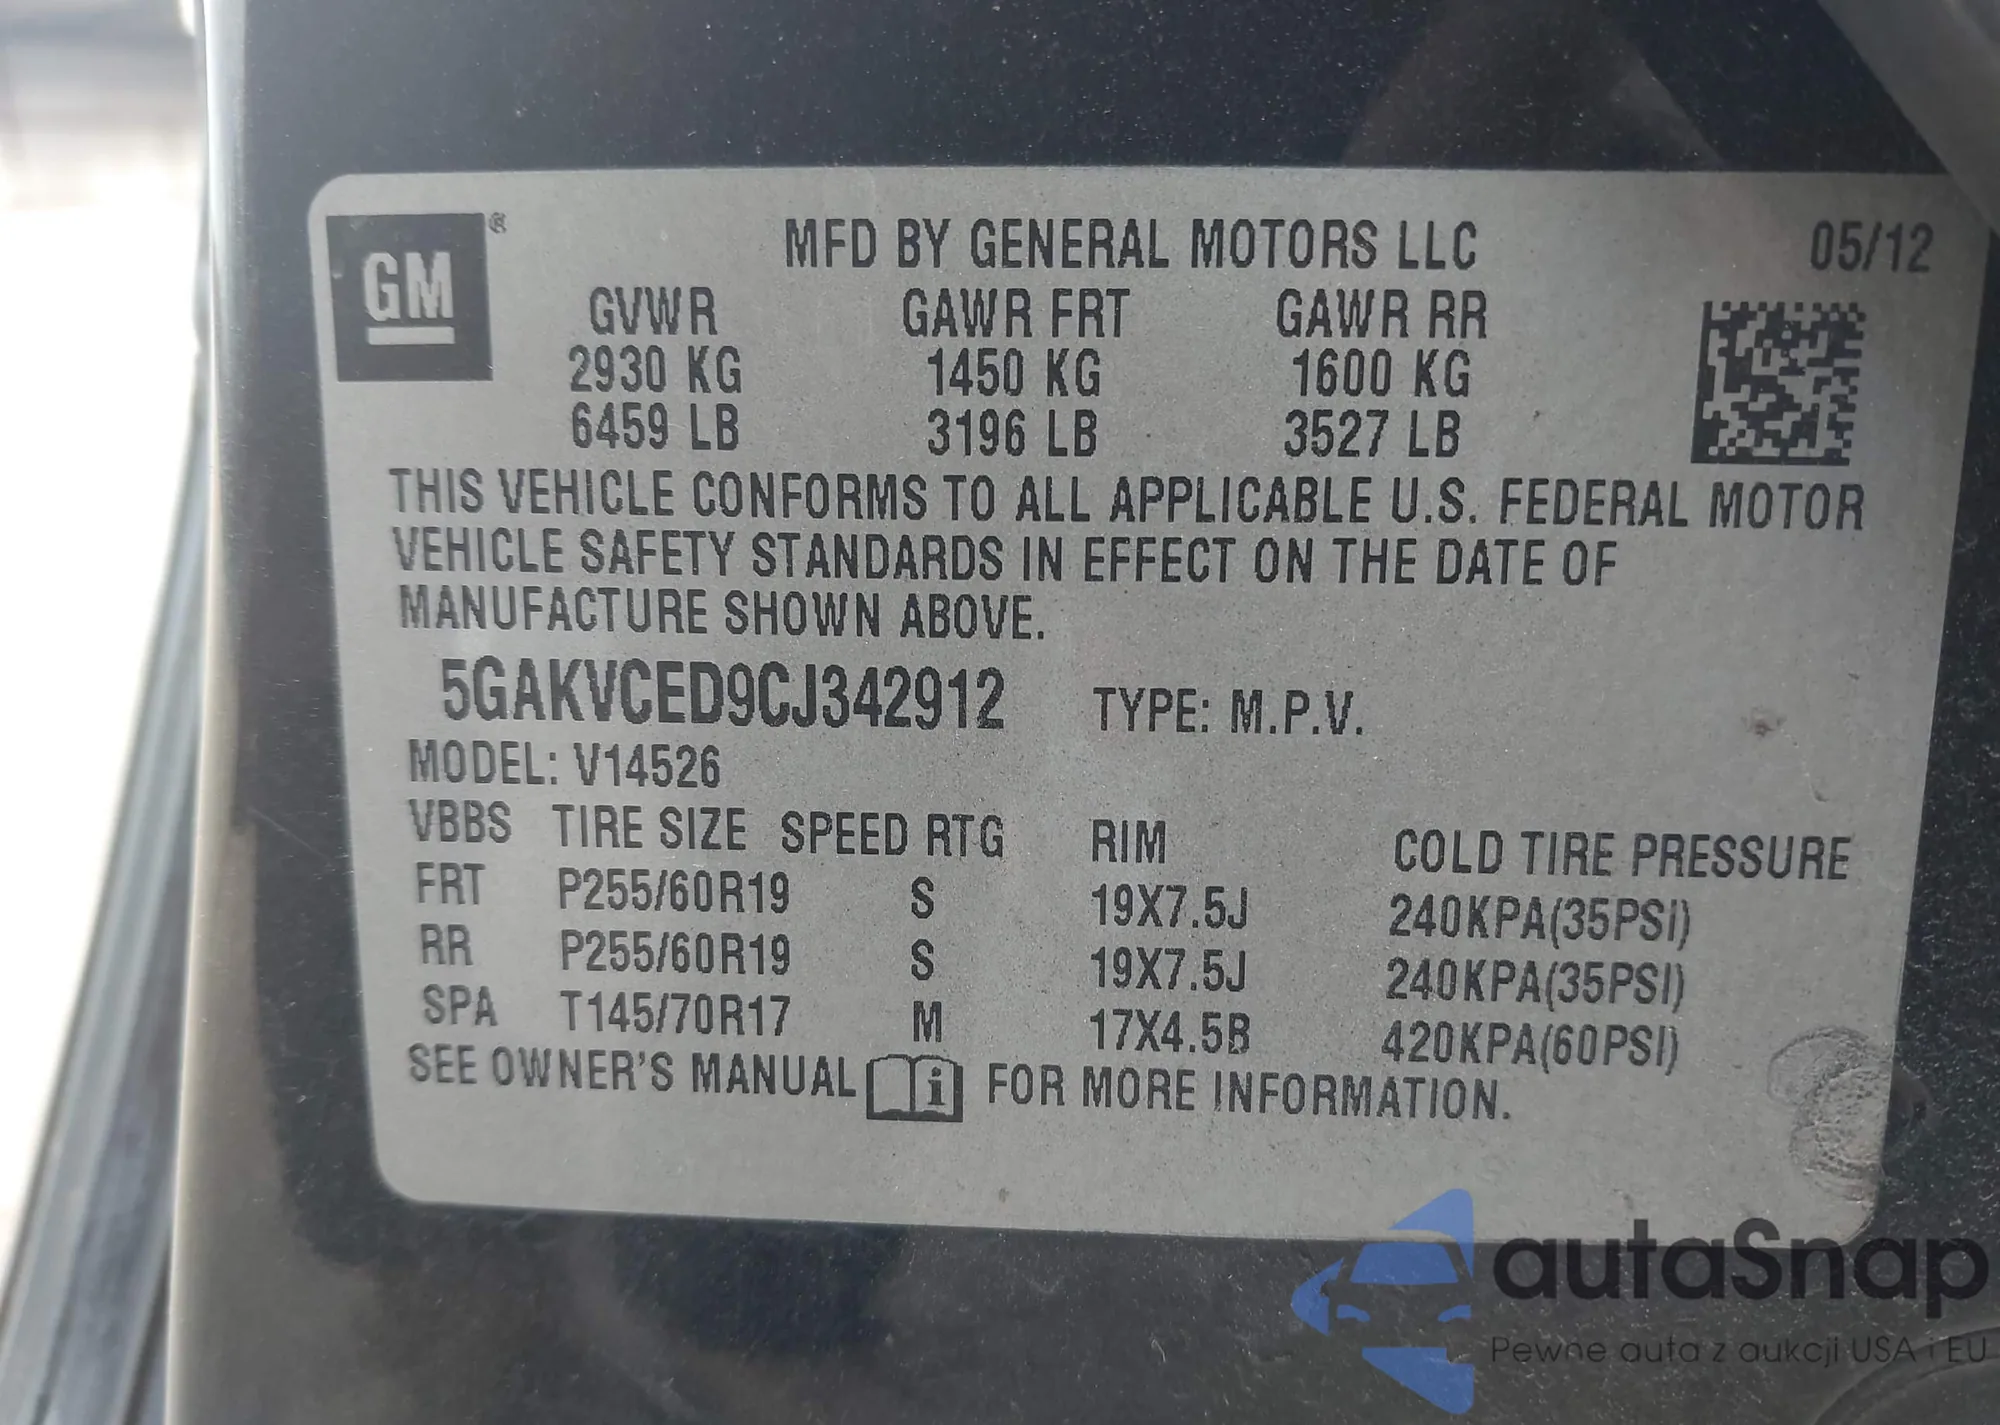 GM ®
MFD BY GENERAL MOTORS LLC 05/12
GVWR GAWR FRT GAWR RR
2930 KG 1450 KG 1600 KG
6459 LB 3196 LB 3527 LB
THIS VEHICLE CONFORMS TO ALL APPLICABLE U.S. FEDERAL MOTOR
VEHICLE SAFETY STANDARDS IN EFFECT ON THE DATE OF
MANUFACTURE SHOWN ABOVE.
5GAKVCED9CJ342912 TYPE: M.P.V.
MODEL: V14526
VBBS TIRE SIZE SPEED RTG RIM COLD TIRE PRESSURE
FRT P255/60R19 S 19X7.5J 240KPA(35PSI)
RR P255/60R19 S 19X7.5J 240KPA(35PSI)
SPA T145/70R17 M 17X4.5B 420KPA(60PSI)
SEE OWNER'S MANUAL i FOR MORE INFORMATION.
autaSnap
Pewne auta z aukcji USA i EU